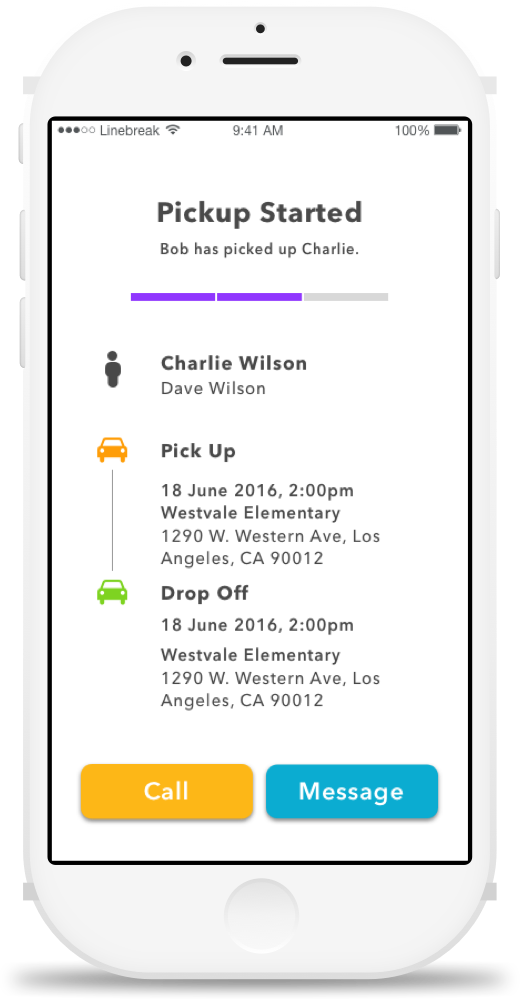 Linebreak 9:41 AM 100%
Pickup Started
Bob has picked up Charlie.
Charlie Wilson
Dave Wilson
Pick Up
18 June 2016, 2:00pm
Westvale Elementary
1290 W. Western Ave, Los
Angeles, CA 90012
Drop Off
18 June 2016, 2:00pm
Westvale Elementary
1290 W. Western Ave, Los
Angeles, CA 90012
Call Message